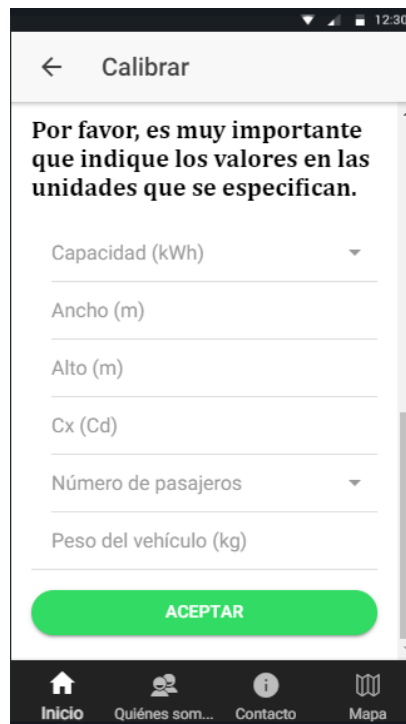 12:30
Calibrar
Por favor, es muy importante
que indique los valores en las
unidades que se especifican.
Capacidad (kWh)
Ancho (m)
Alto (m)
Cx (Cd)
Número de pasajeros
Peso del vehículo (kg)
ACEPTAR
Inicio Quiénes som... Contacto Mapa